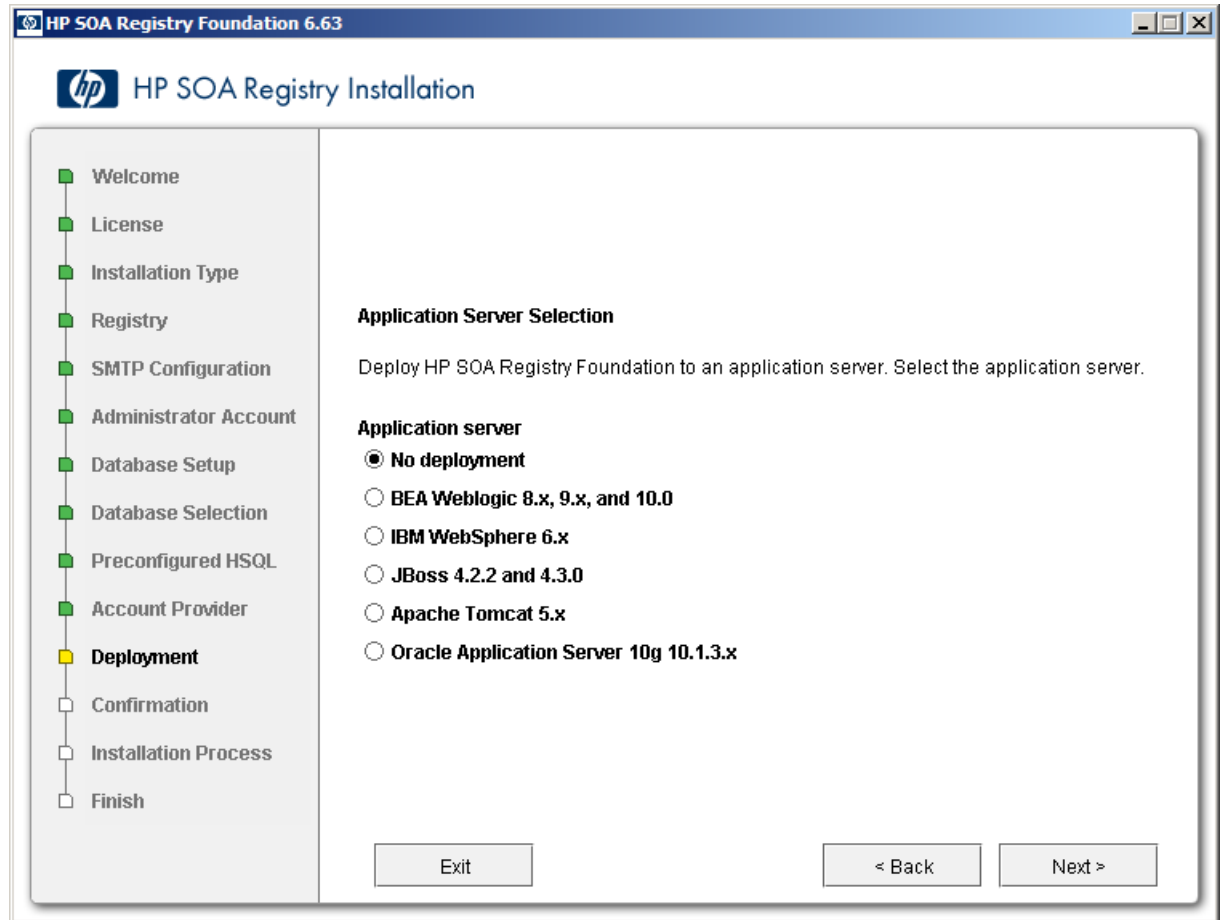 HP SOA Registry Foundation 6.63
hp HP SOA Registry Installation
Welcome
License
Installation Type
Registry
SMTP Configuration
Administrator Account
Database Setup
Database Selection
Preconfigured HSQL
Account Provider
Deployment
Confirmation
Installation Process
Finish
Application Server Selection
Deploy HP SOA Registry Foundation to an application server. Select the application server.
Application server
No deployment
BEA Weblogic 8.x, 9.x, and 10.0
IBM WebSphere 6.x
JBoss 4.2.2 and 4.3.0
Apache Tomcat 5.x
Oracle Application Server 10g 10.1.3.x
Exit
< Back
Next >